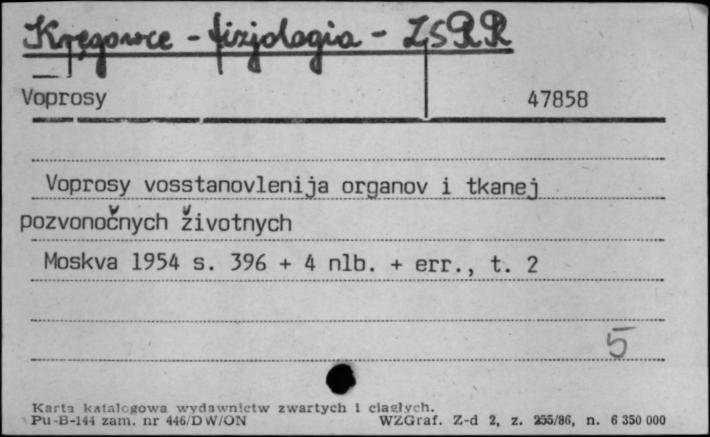 Kręgowce - fizjologia - ZSRR
Voprosy 47858
Voprosy vosstanovlenija organov i tkanej
pozvonočnych životnych
Moskva 1954 s. 396 + 4 nlb. + err., t. 2
5
Karta katalogowa wydawnictw zwartych i ciągłych.
Pu-B-144 zam. nr 446/DW/ON WZGraf. Z-d 2, z. 255/86, n. 6 350 000